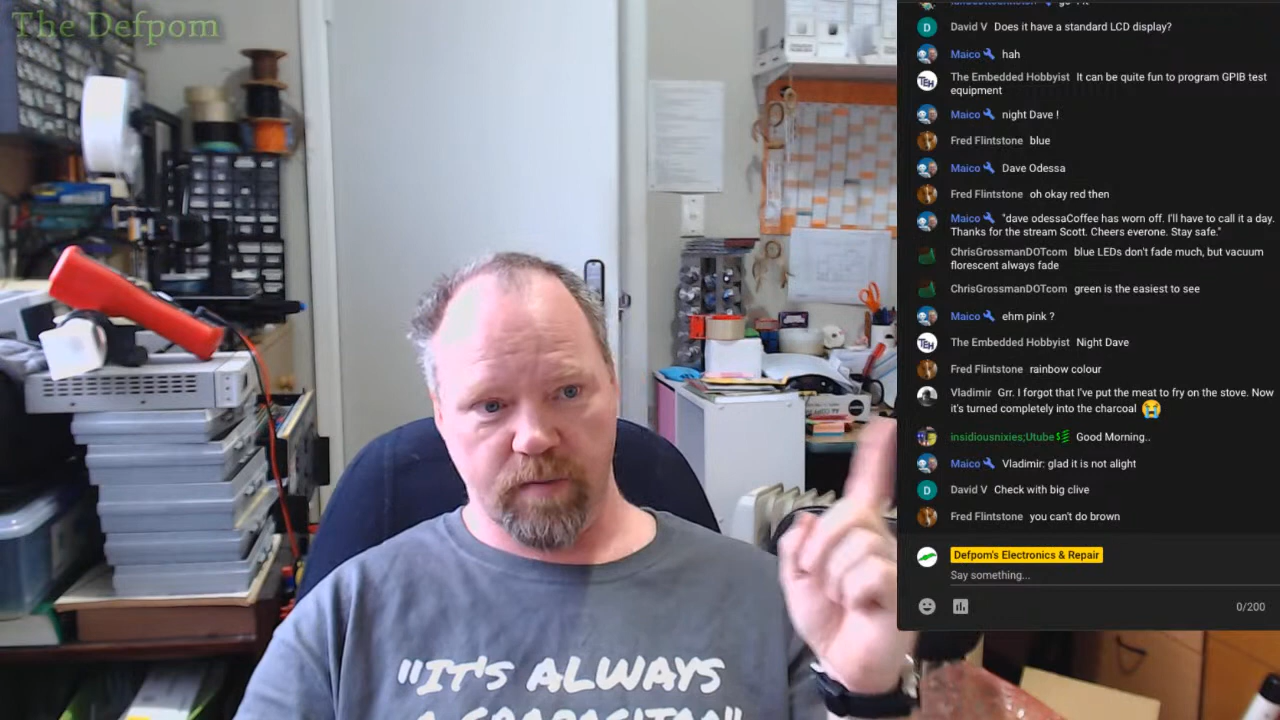 The Defpom
David V Does it have a standard LCD display?
Maico hah
The Embedded Hobbyist It can be quite fun to program GPIB test
equipment
Maico night Dave !
Fred Flintstone blue
Maico Dave Odessa
Fred Flintstone oh okay red then
Maico "dave odessaCoffee has worn off. I'll have to call it a day.
Thanks for the stream Scott. Cheers everone. Stay safe."
ChrisGrossmanDOTcom blue LEDs don't fade much, but vacuum
florescent always fade
ChrisGrossmanDOTcom green is the easiest to see
Maico ehm pink ?
The Embedded Hobbyist Night Dave
Fred Flintstone rainbow colour
Vladimir Grr. I forgot that I've put the meat to fry on the stove. Now
it's turned completely into the charcoal
insidiousnixies;Utube Good Morning..
Maico Vladimir: glad it is not alight
David V Check with big clive
Fred Flintstone you can't do brown
Defpom's Electronics & Repair
Say something...
0/200
"IT'S ALWAYS
A CAPACITOR"